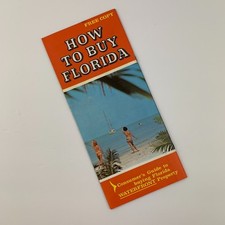 FREE COPY
HOW
TO BUY
FLORIDA
Consumer's Guide to
buying Florida
WATERFRONT Property